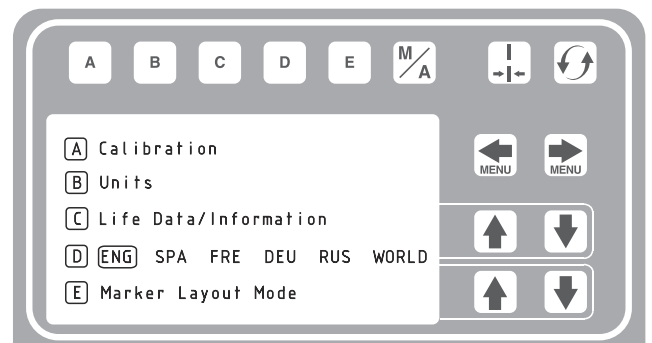 A B C D E M/A
MENU MENU
A Calibration
B Units
C Life Data/Information
D ENG SPA FRE DEU RUS WORLD
E Marker Layout Mode